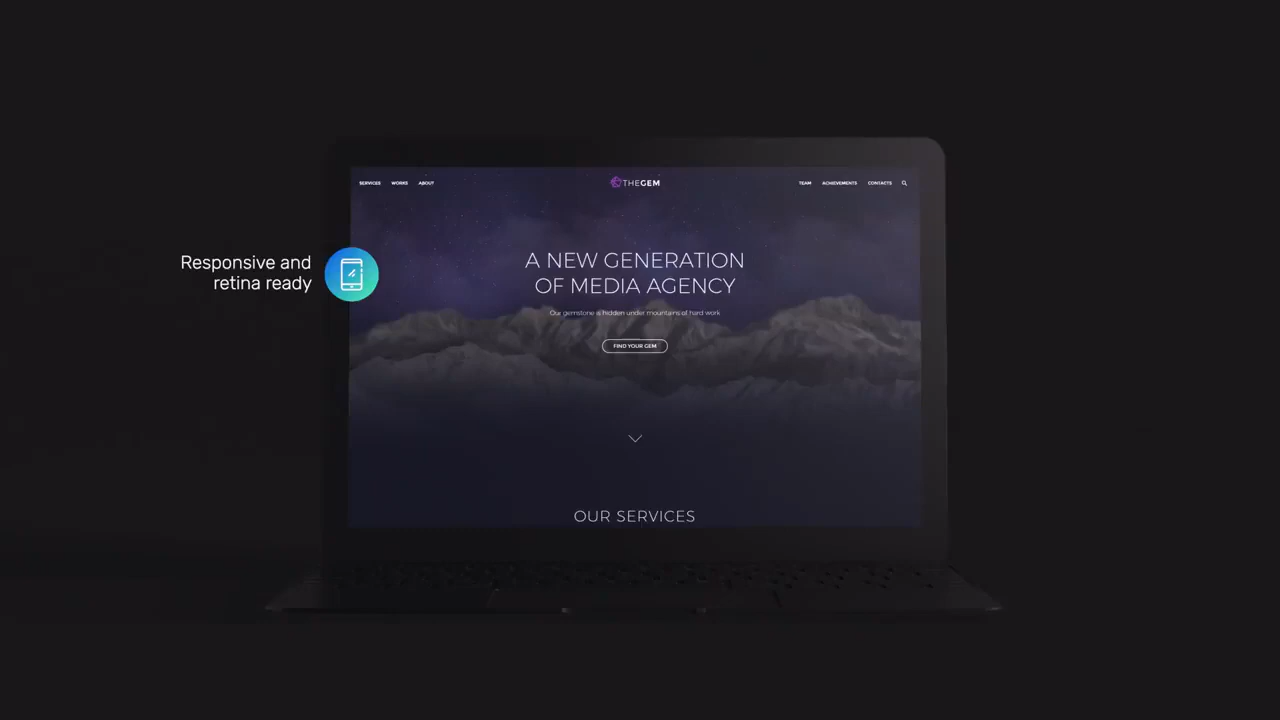 SERVICES WORKS ABOUT THEGEM TEAM ACHIEVEMENTS CONTACTS
Responsive and
retina ready
A NEW GENERATION
OF MEDIA AGENCY
Our gemstone is hidden under mountains of hard work
FIND YOUR GEM
OUR SERVICES